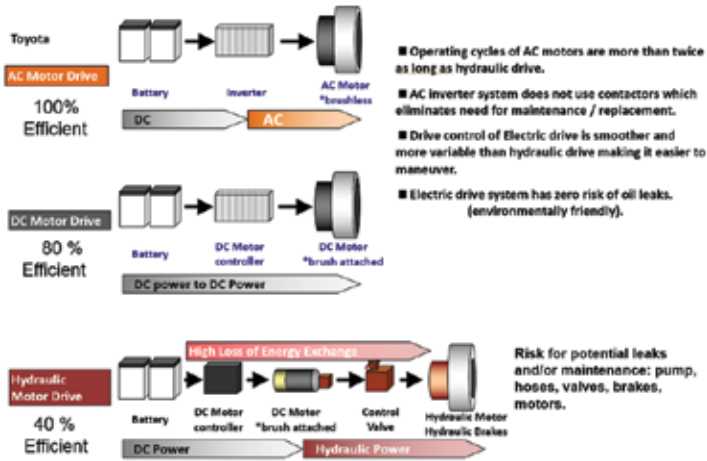 Toyota
AC Motor Drive
100%
Efficient
Battery
Inverter
AC Motor
*brushless
DC
AC
■ Operating cycles of AC motors are more than twice
as long as hydraulic drive.
■ AC inverter system does not use contactors which
eliminates need for maintenance / replacement.
■ Drive control of Electric drive is smoother and
more variable than hydraulic drive making it easier to
maneuver.
■ Electric drive system has zero risk of oil leaks.
(environmentally friendly).
DC Motor Drive
80 %
Efficient
Battery
DC Motor
controller
DC Motor
*brush attached
DC power to DC Power
High Loss of Energy Exchange
Hydraulic
Motor Drive
40 %
Efficient
Battery
DC Motor
controller
DC Motor
*brush attached
Control
Valve
Hydraulic Motor
Hydraulic Brakes
DC Power
Hydraulic Power
Risk for potential leaks
and/or maintenance: pump,
hoses, valves, brakes,
motors.